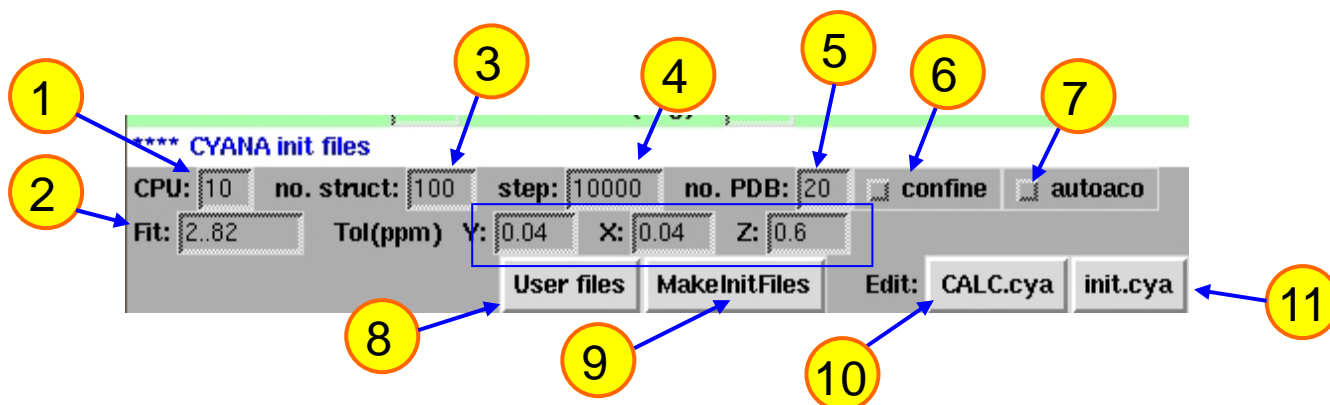 1
2
3
4
5
6
7
**** CYANA init files
CPU: 10 no. struct: 100 step: 10000 no. PDB: 20 confine autoaco
Fit: 2..82 Tol(ppm) Y: 0.04 X: 0.04 Z: 0.6
User files MakeInitFiles Edit: CALC.cya init.cya
8
9
10
11